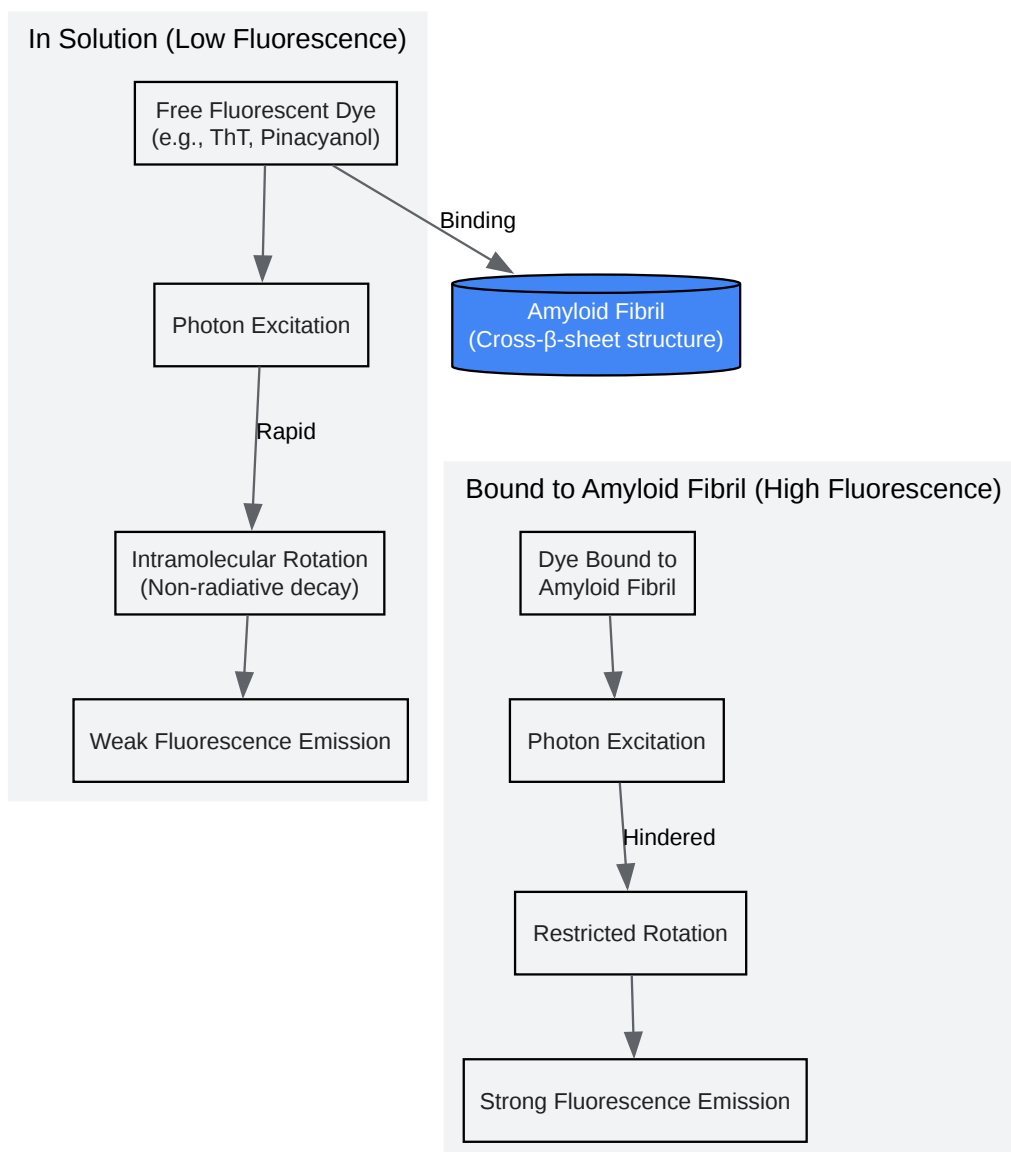 In Solution (Low Fluorescence)
Free Fluorescent Dye
(e.g., ThT, Pinacyanol)
Binding
Photon Excitation
Amyloid Fibril
(Cross-β-sheet structure)
Rapid
Intramolecular Rotation
(Non-radiative decay)
Weak Fluorescence Emission
Bound to Amyloid Fibril (High Fluorescence)
Dye Bound to
Amyloid Fibril
Photon Excitation
Hindered
Restricted Rotation
Strong Fluorescence Emission